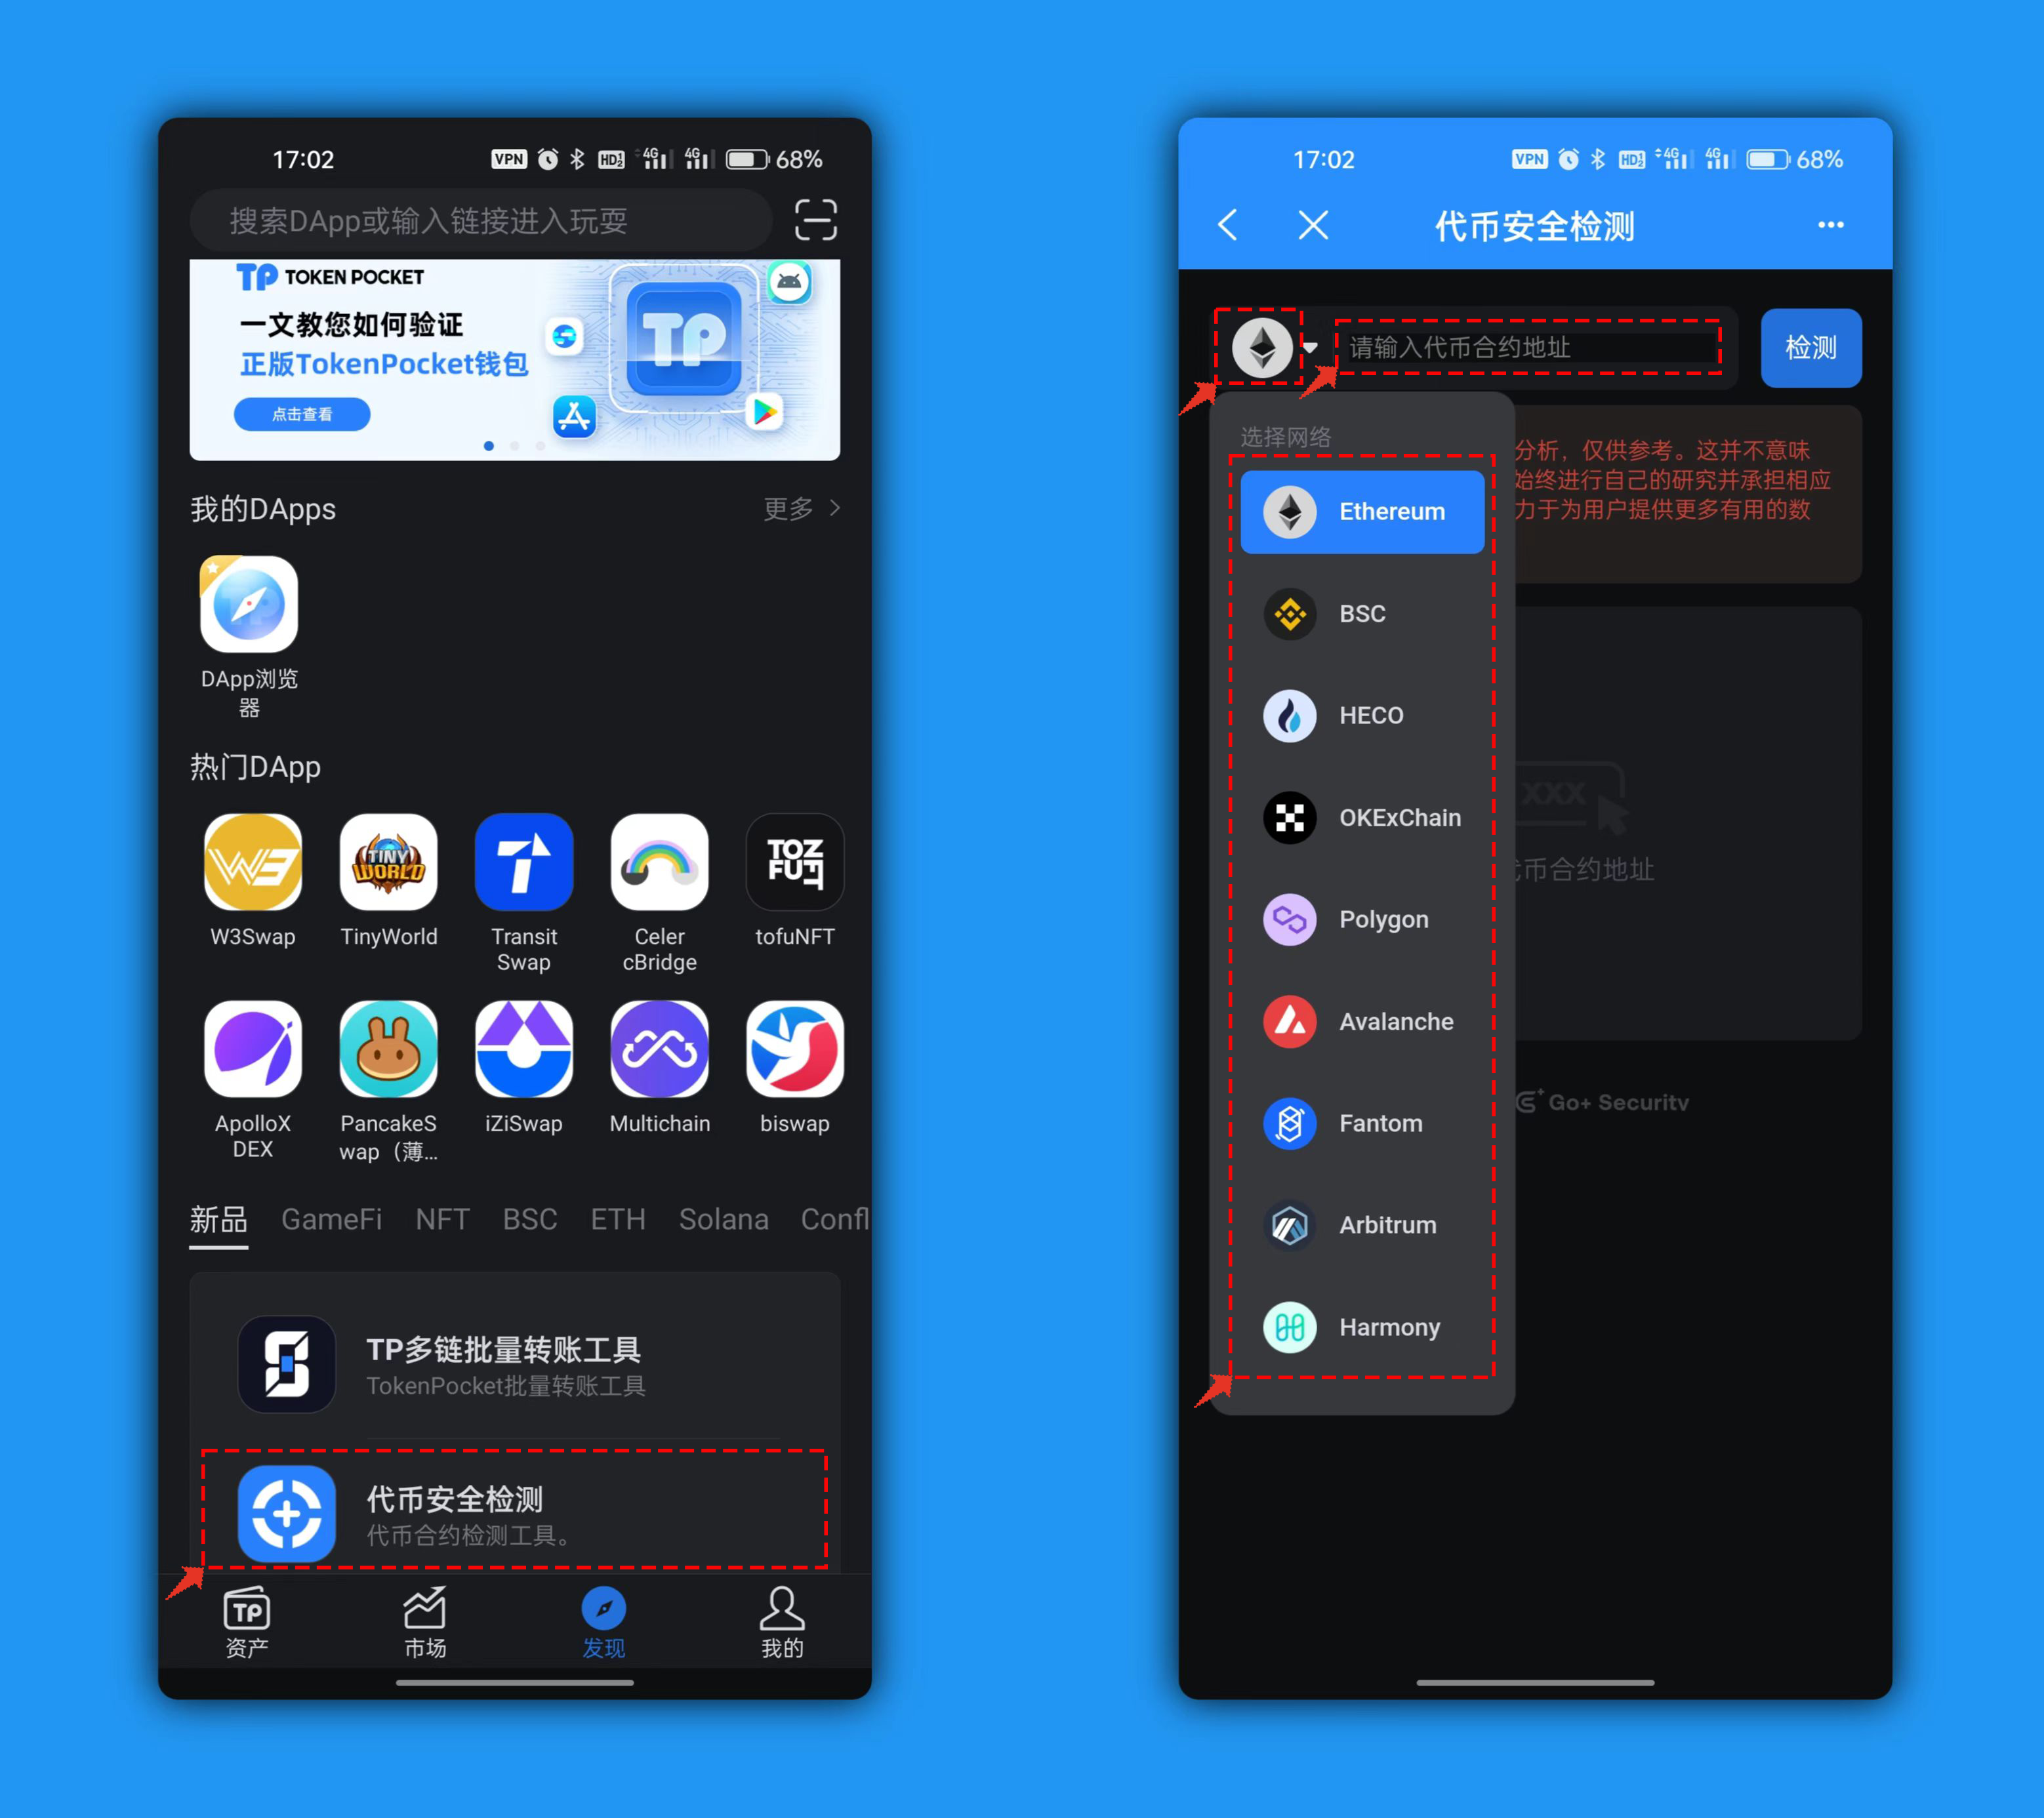 17:02
VPN HD 4G 4G 68%
搜索DApp或输入链接进入玩耍
TP TOKEN POCKET
一文教您如何验证
正版TokenPocket钱包
点击查看
TP
我的DApps
更多
DApp浏览
器
热门DApp
W3
TINY WORLD
TOZ
FUFT
W3Swap
TinyWorld
Transit
Swap
Celer
cBridge
tofuNFT
ApolloX
DEX
PancakeS
wap（薄...
iZiSwap
Multichain
biswap
新品 GameFi NFT BSC ETH Solana Confl
TP多链批量转账工具
TokenPocket批量转账工具
代币安全检测
代币合约检测工具。
TP
资产
市场
发现
我的
17:02
VPN HD 4G 4G 68%
代币安全检测
请输入代币合约地址
检测
选择网络
分析，仅供参考。这并不意味
始终进行自己的研究并承担相应
力于为用户提供更多有用的数
Ethereum
BSC
HECO
OKExChain
Polygon
Avalanche
Fantom
Arbitrum
Harmony
XXX
币合约地址
Go+ Security